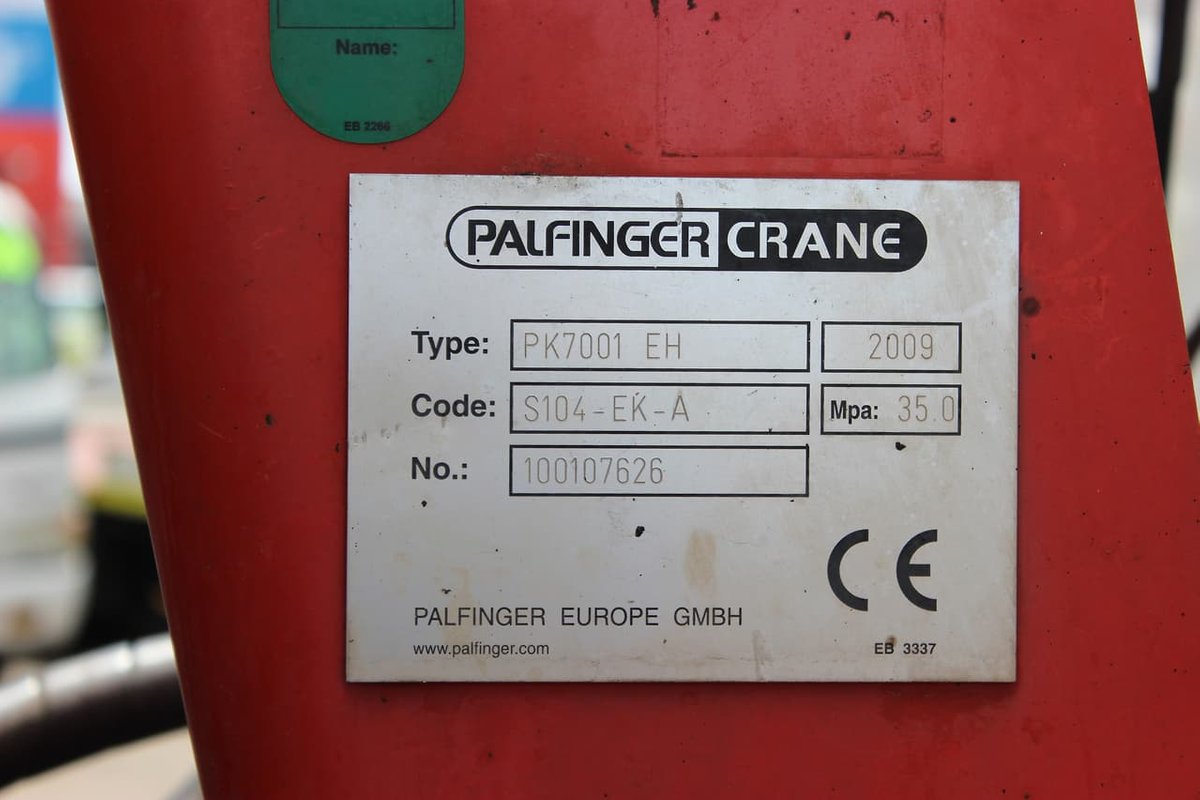 Name:
EB 2266
PALFINGER CRANE
Type: PK7001 EH 2009
Code: S104-EK-A Mpa: 35.0
No.: 100107626
CE
PALFINGER EUROPE GMBH
www.palfinger.com
EB 3337